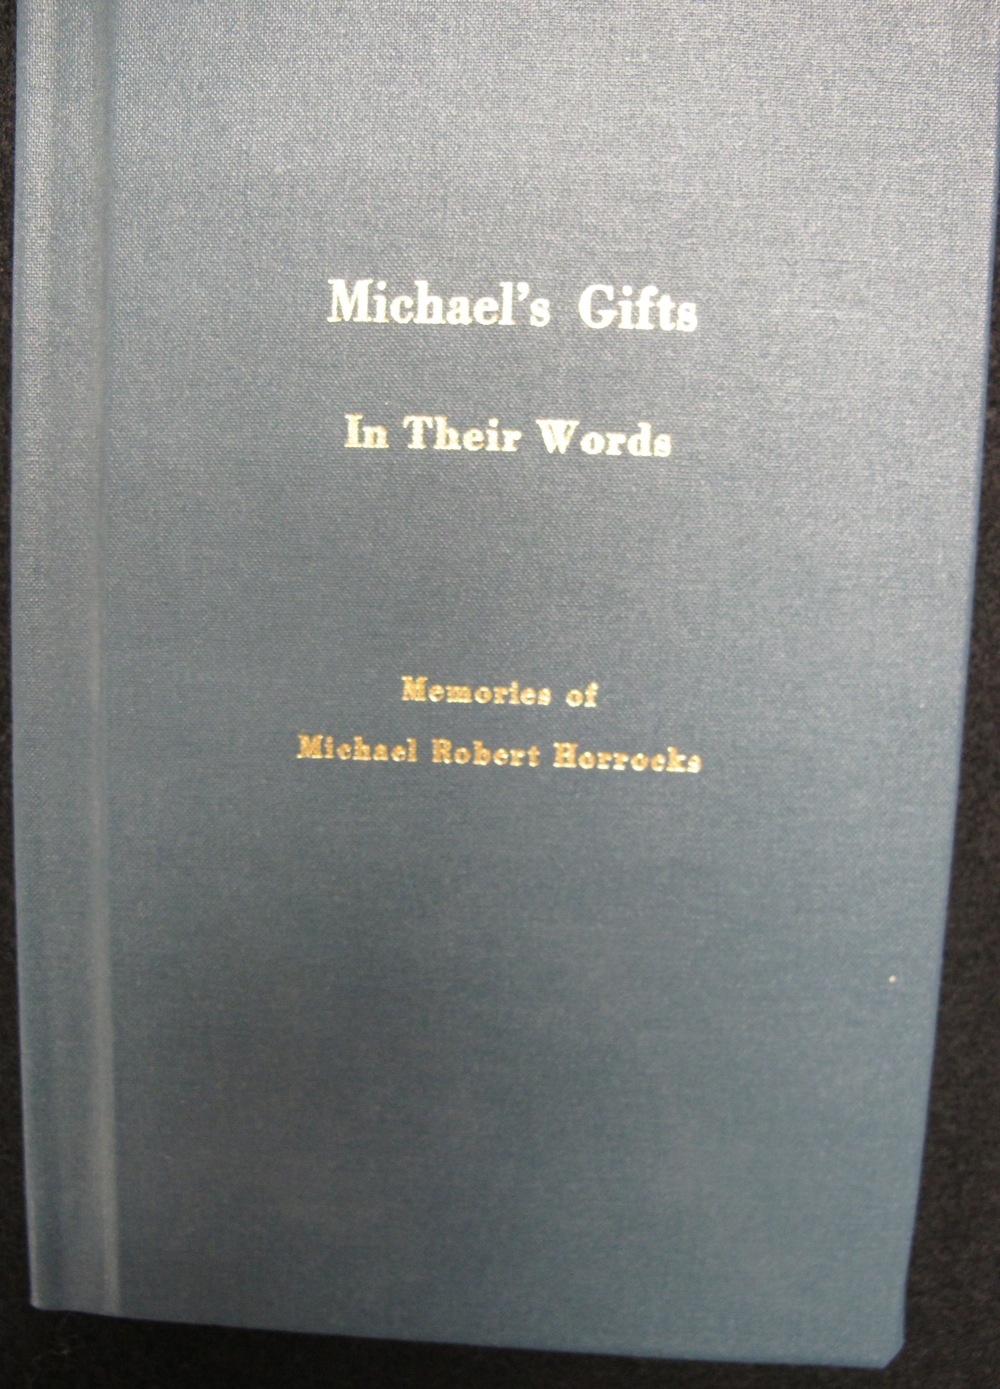 Michael's Gifts
In Their Words
Memories of
Michael Robert Horrocks